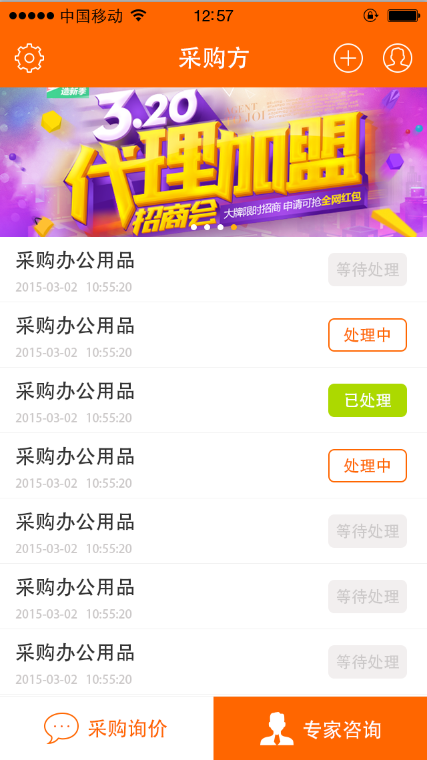 中国移动 12:57
采购方
造新季
3.20
代理加盟
招商会
大牌限时招商 申请可抢全网红包
采购办公用品
等待处理
2015-03-02 10:55:20
采购办公用品
处理中
2015-03-02 10:55:20
采购办公用品
已处理
2015-03-02 10:55:20
采购办公用品
处理中
2015-03-02 10:55:20
采购办公用品
等待处理
2015-03-02 10:55:20
采购办公用品
等待处理
2015-03-02 10:55:20
采购办公用品
等待处理
2015-03-02 10:55:20
采购询价
专家咨询